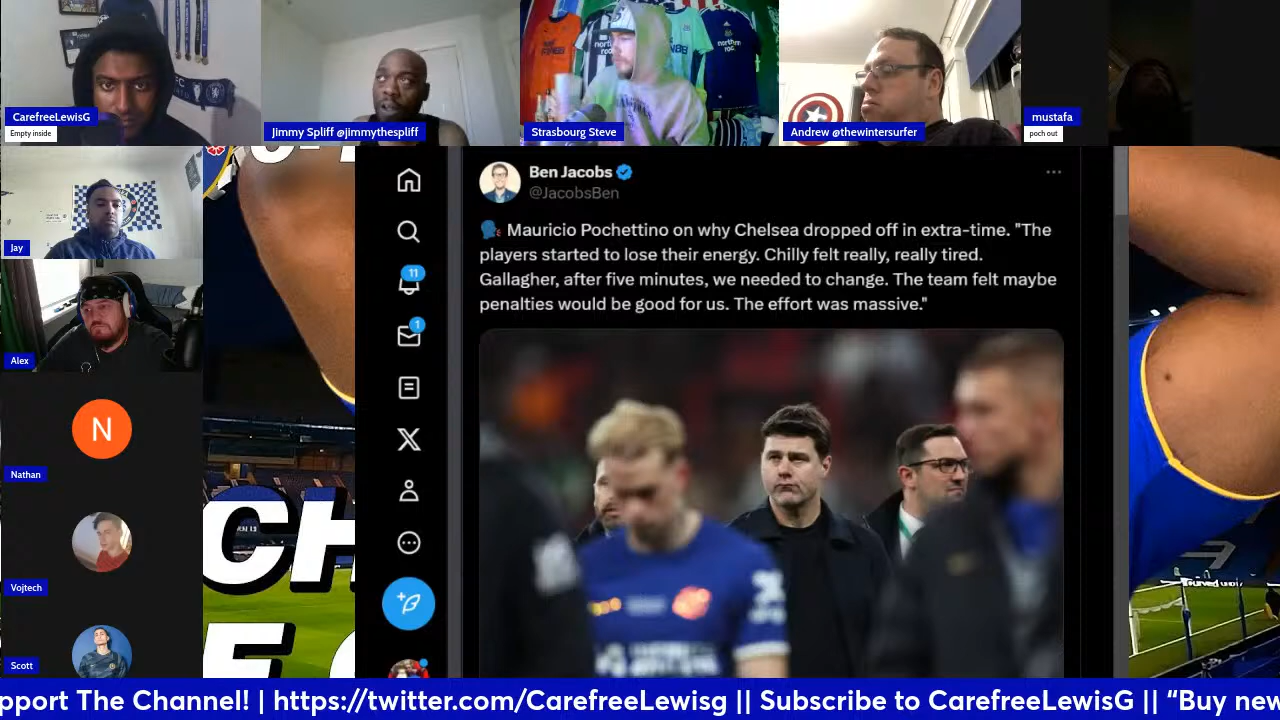 CarefreeLewisG
Empty inside
Jimmy Spliff @jimmythespliff
Strasbourg Steve
Andrew @thewintersurfer
mustafa
poch out
Jay
Alex
N
Nathan
Vojtech
Scott
Ben Jacobs
@JacobsBen
11
1
Mauricio Pochettino on why Chelsea dropped off in extra-time. "The
players started to lose their energy. Chilly felt really, really tired.
Gallagher, after five minutes, we needed to change. The team felt maybe
penalties would be good for us. The effort was massive."
CH
pport The Channel! | https://twitter.com/CarefreeLewisg || Subscribe to CarefreeLewisG || “Buy new